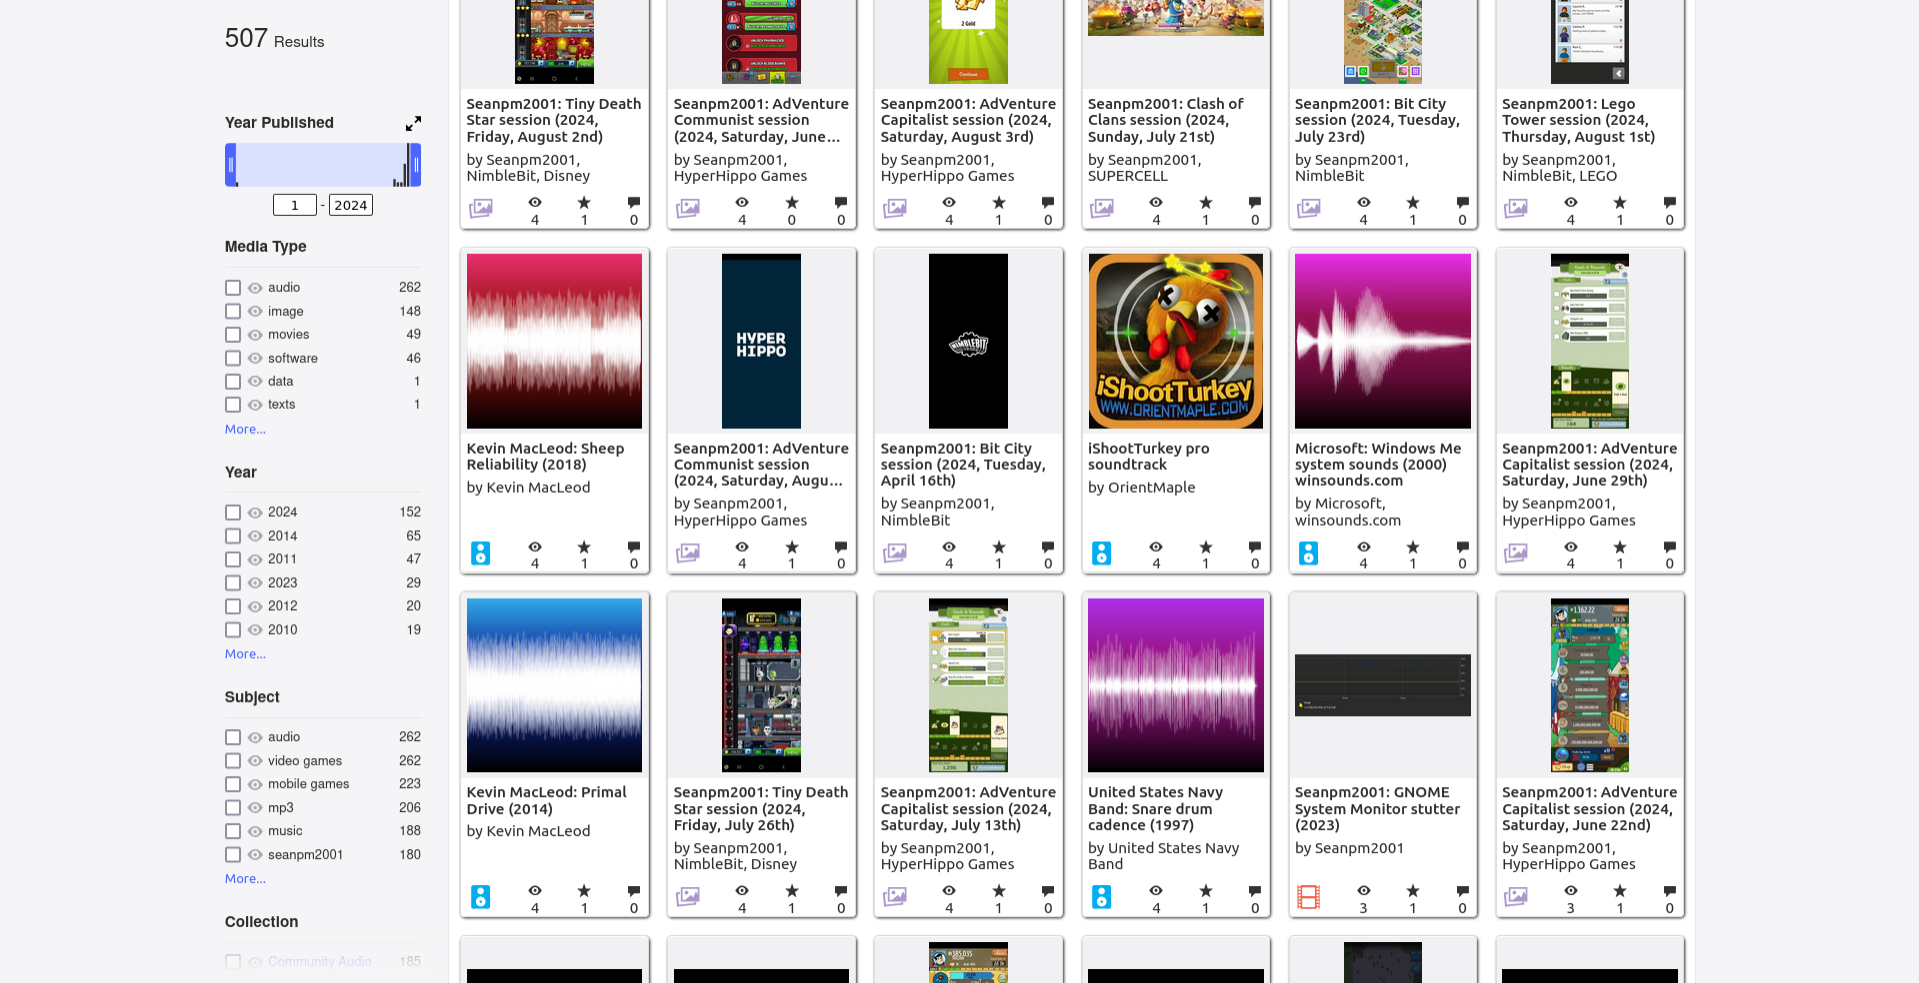 507 Results
Year Published
1 - 2024
Media Type
audio 262
image 148
movies 49
software 46
data 1
texts 1
More...
Year
2024 152
2014 65
2011 47
2023 29
2012 20
2010 19
More...
Subject
audio 262
video games 262
mobile games 223
mp3 206
music 188
seanpm2001 180
More...
Collection
Community Audio 185
2 Gold
Continue
Seanpm2001: Tiny Death
Star session (2024,
Friday, August 2nd)
by Seanpm2001,
NimbleBit, Disney
4 1 0
Seanpm2001: AdVenture
Communist session
(2024, Saturday, June...
by Seanpm2001,
HyperHippo Games
4 0 0
Seanpm2001: AdVenture
Capitalist session (2024,
Saturday, August 3rd)
by Seanpm2001,
HyperHippo Games
4 1 0
Seanpm2001: Clash of
Clans session (2024,
Sunday, July 21st)
by Seanpm2001,
SUPERCELL
4 1 0
Seanpm2001: Bit City
session (2024, Tuesday,
July 23rd)
by Seanpm2001,
NimbleBit
4 1 0
Seanpm2001: Lego
Tower session (2024,
Thursday, August 1st)
by Seanpm2001,
NimbleBit, LEGO
4 1 0
Kevin MacLeod: Sheep
Reliability (2018)
by Kevin MacLeod
4 1 0
HYPER
HIPPO
Seanpm2001: AdVenture
Communist session
(2024, Saturday, Augu...
by Seanpm2001,
HyperHippo Games
4 1 0
NIMBLEBIT
Seanpm2001: Bit City
session (2024, Tuesday,
April 16th)
by Seanpm2001,
NimbleBit
4 1 0
iShootTurkey
WWW.ORIENTMAPLE.COM
iShootTurkey pro
soundtrack
by OrientMaple
4 1 0
Microsoft: Windows Me
system sounds (2000)
winsounds.com
by Microsoft,
winsounds.com
4 1 0
Seanpm2001: AdVenture
Capitalist session (2024,
Saturday, June 29th)
by Seanpm2001,
HyperHippo Games
4 1 0
Kevin MacLeod: Primal
Drive (2014)
by Kevin MacLeod
4 1 0
Seanpm2001: Tiny Death
Star session (2024,
Friday, July 26th)
by Seanpm2001,
NimbleBit, Disney
4 1 0
Seanpm2001: AdVenture
Capitalist session (2024,
Saturday, July 13th)
by Seanpm2001,
HyperHippo Games
4 1 0
United States Navy
Band: Snare drum
cadence (1997)
by United States Navy
Band
4 1 0
Seanpm2001: GNOME
System Monitor stutter
(2023)
by Seanpm2001
3 1 0
Seanpm2001: AdVenture
Capitalist session (2024,
Saturday, June 22nd)
by Seanpm2001,
HyperHippo Games
3 1 0